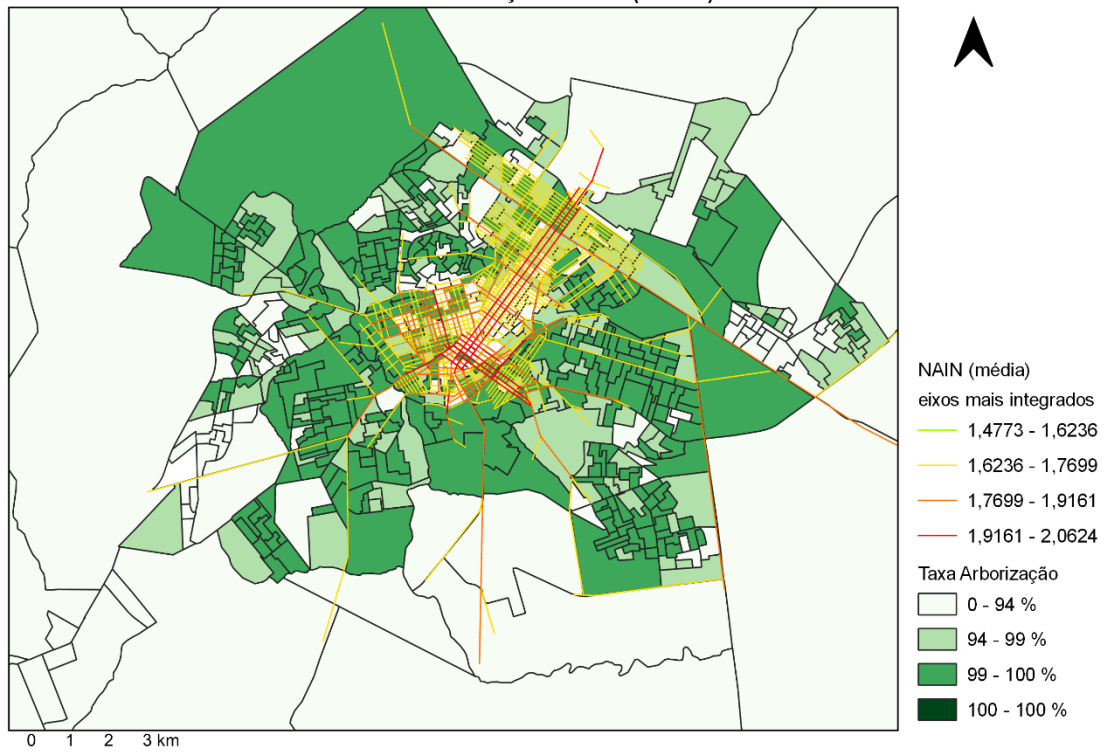 NAIN (média)
eixos mais integrados
1,4773 - 1,6236
1,6236 - 1,7699
1,7699 - 1,9161
1,9161 - 2,0624
Taxa Arborização
0 - 94 %
94 - 99 %
99 - 100 %
100 - 100 %
0 1 2 3 km